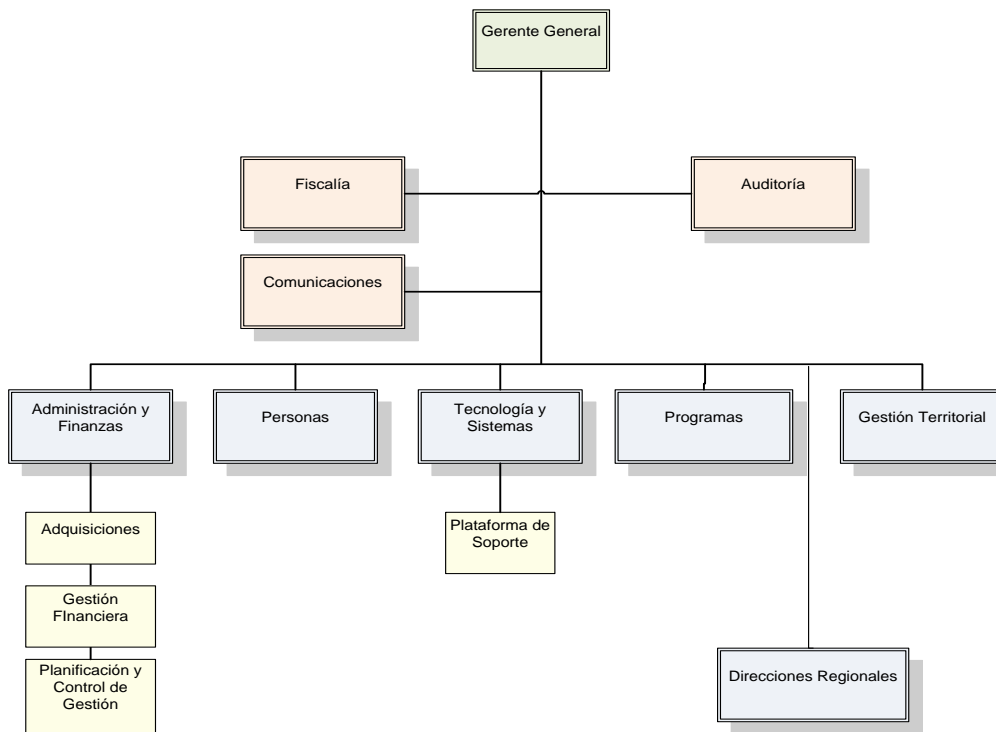 Gerente General
Fiscalía
Auditoría
Comunicaciones
Administración y
Finanzas
Personas
Tecnología y
Sistemas
Programas
Gestión Territorial
Adquisiciones
Plataforma de
Soporte
Gestión
FInanciera
Planificación y
Control de
Gestión
Direcciones Regionales